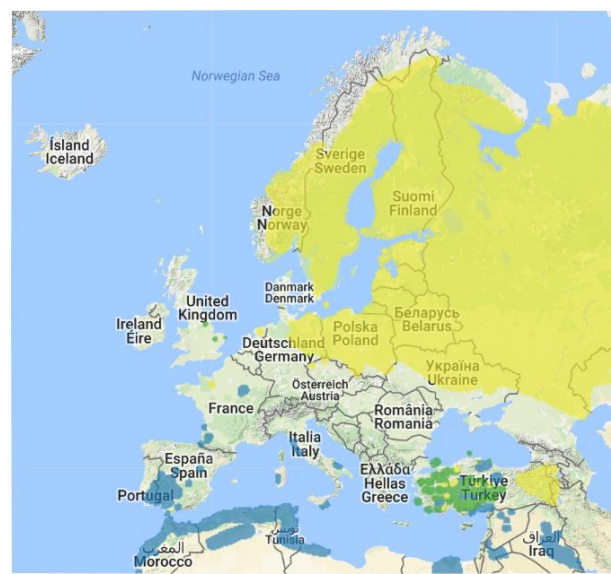 Norwegian Sea
Ísland
Iceland
Sverige
Sweden
Suomi
Finland
Norge
Norway
Danmark
Denmark
United
Kingdom
Ireland
Éire
Беларусь
Belarus
Polska
Poland
Deutschland
Germany
Україна
Ukraine
Österreich
Austria
France
România
Romania
Italia
Italy
España
Spain
Portugal
Ελλάδα
Hellas
Greece
Türkiye
Turkey
تونس
Tunisia
المغرب
Morocco
العراق
Iraq